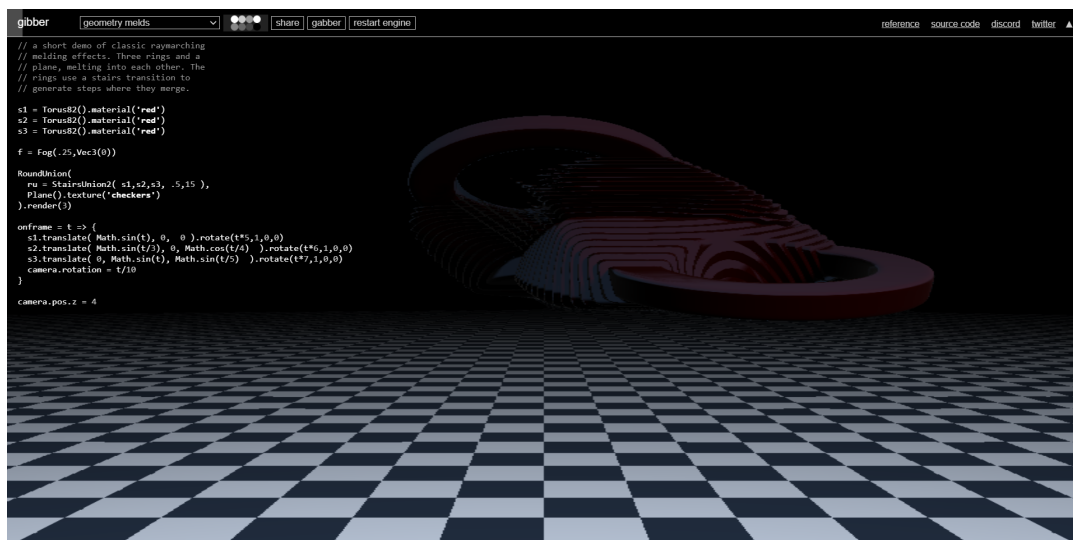 gibber
geometry melds
share
gabber
restart engine
reference
source code
discord
twitter
// a short demo of classic raymarching
// melding effects. Three rings and a
// plane, melting into each other. The
// rings use a stairs transition to
// generate steps where they merge.
s1 = Torus82().material('red')
s2 = Torus82().material('red')
s3 = Torus82().material('red')
f = Fog(.25,Vec3(0))
RoundUnion(
ru = StairsUnion2( s1,s2,s3, .5,15 ),
Plane().texture('checkers')
).render(3)
onframe = t => {
s1.translate( Math.sin(t), 0, 0 ).rotate(t*5,1,0,0)
s2.translate( Math.sin(t/3), 0, Math.cos(t/4) ).rotate(t*6,1,0,0)
s3.translate( 0, Math.sin(t), Math.sin(t/5) ).rotate(t*7,1,0,0)
camera.rotation = t/10
}
camera.pos.z = 4